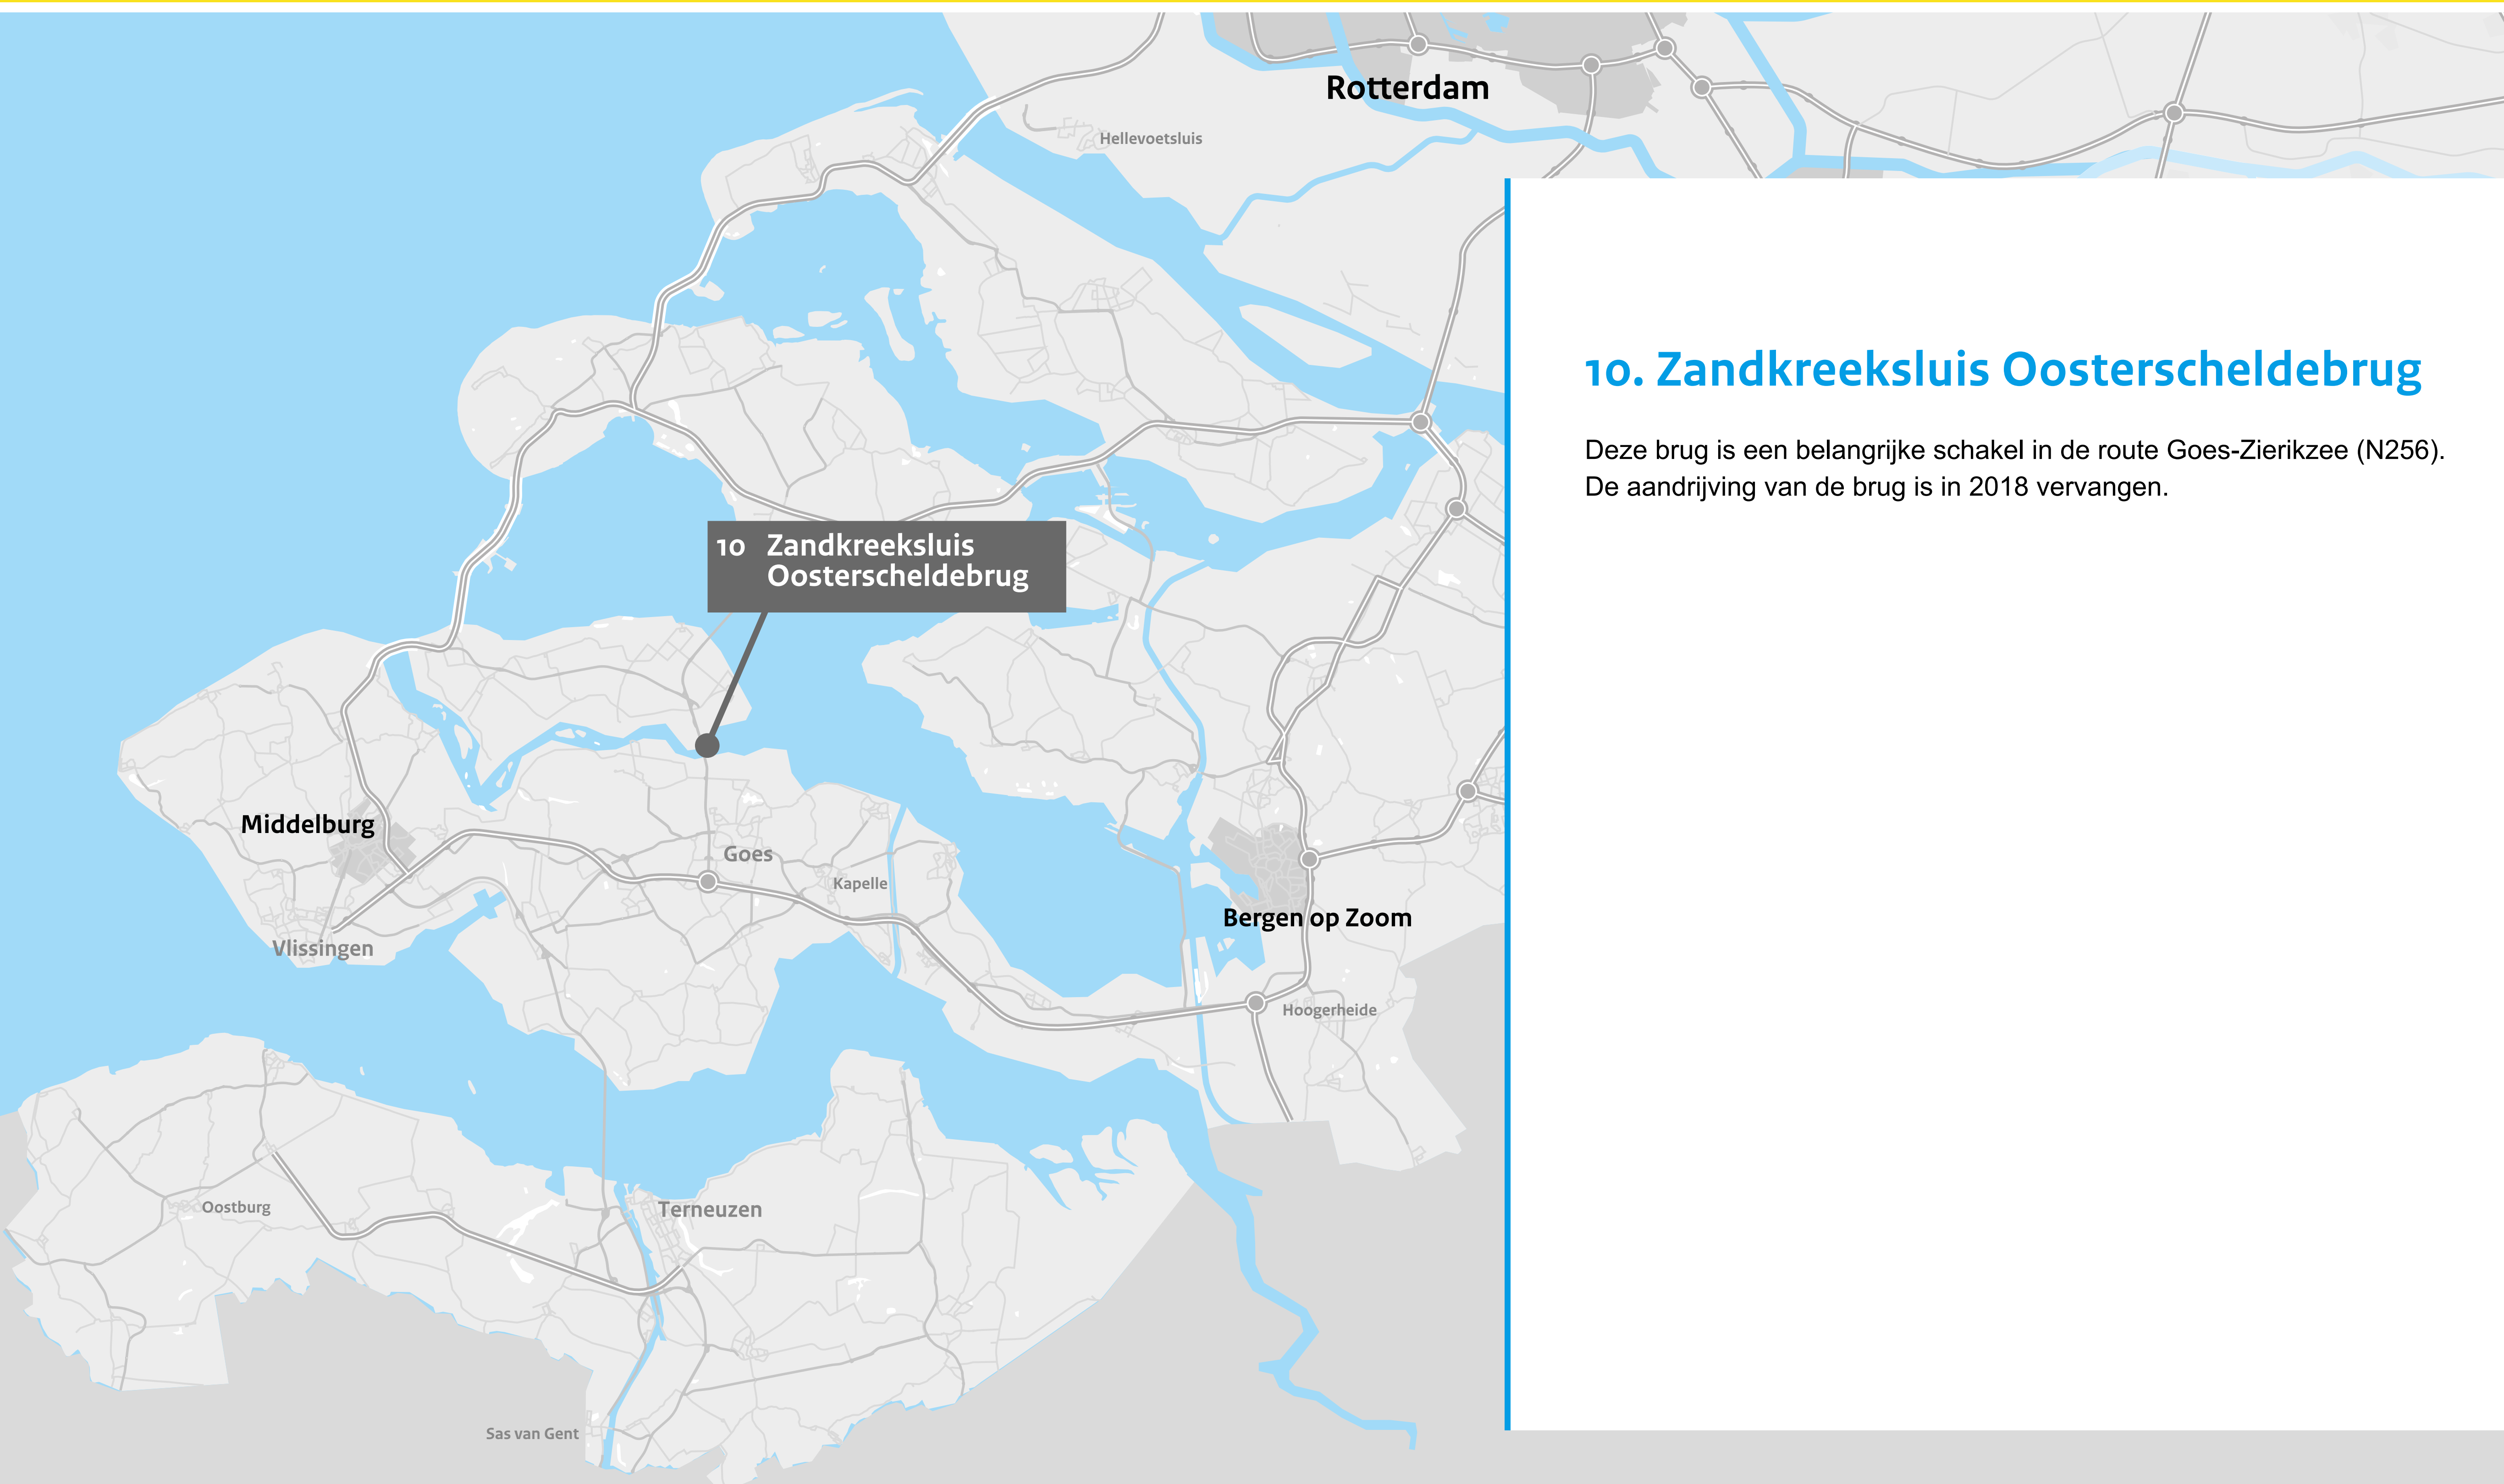 Rotterdam
Hellevoetsluis
10. Zandkreeksluis Oosterscheldebrug
Deze brug is een belangrijke schakel in de route Goes-Zierikzee (N256).
De aandrijving van de brug is in 2018 vervangen.
10 Zandkreeksluis
Oosterscheldebrug
Middelburg
Goes
Kapelle
Bergen op Zoom
Vlissingen
Hoogerheide
Oostburg
Terneuzen
Sas van Gent